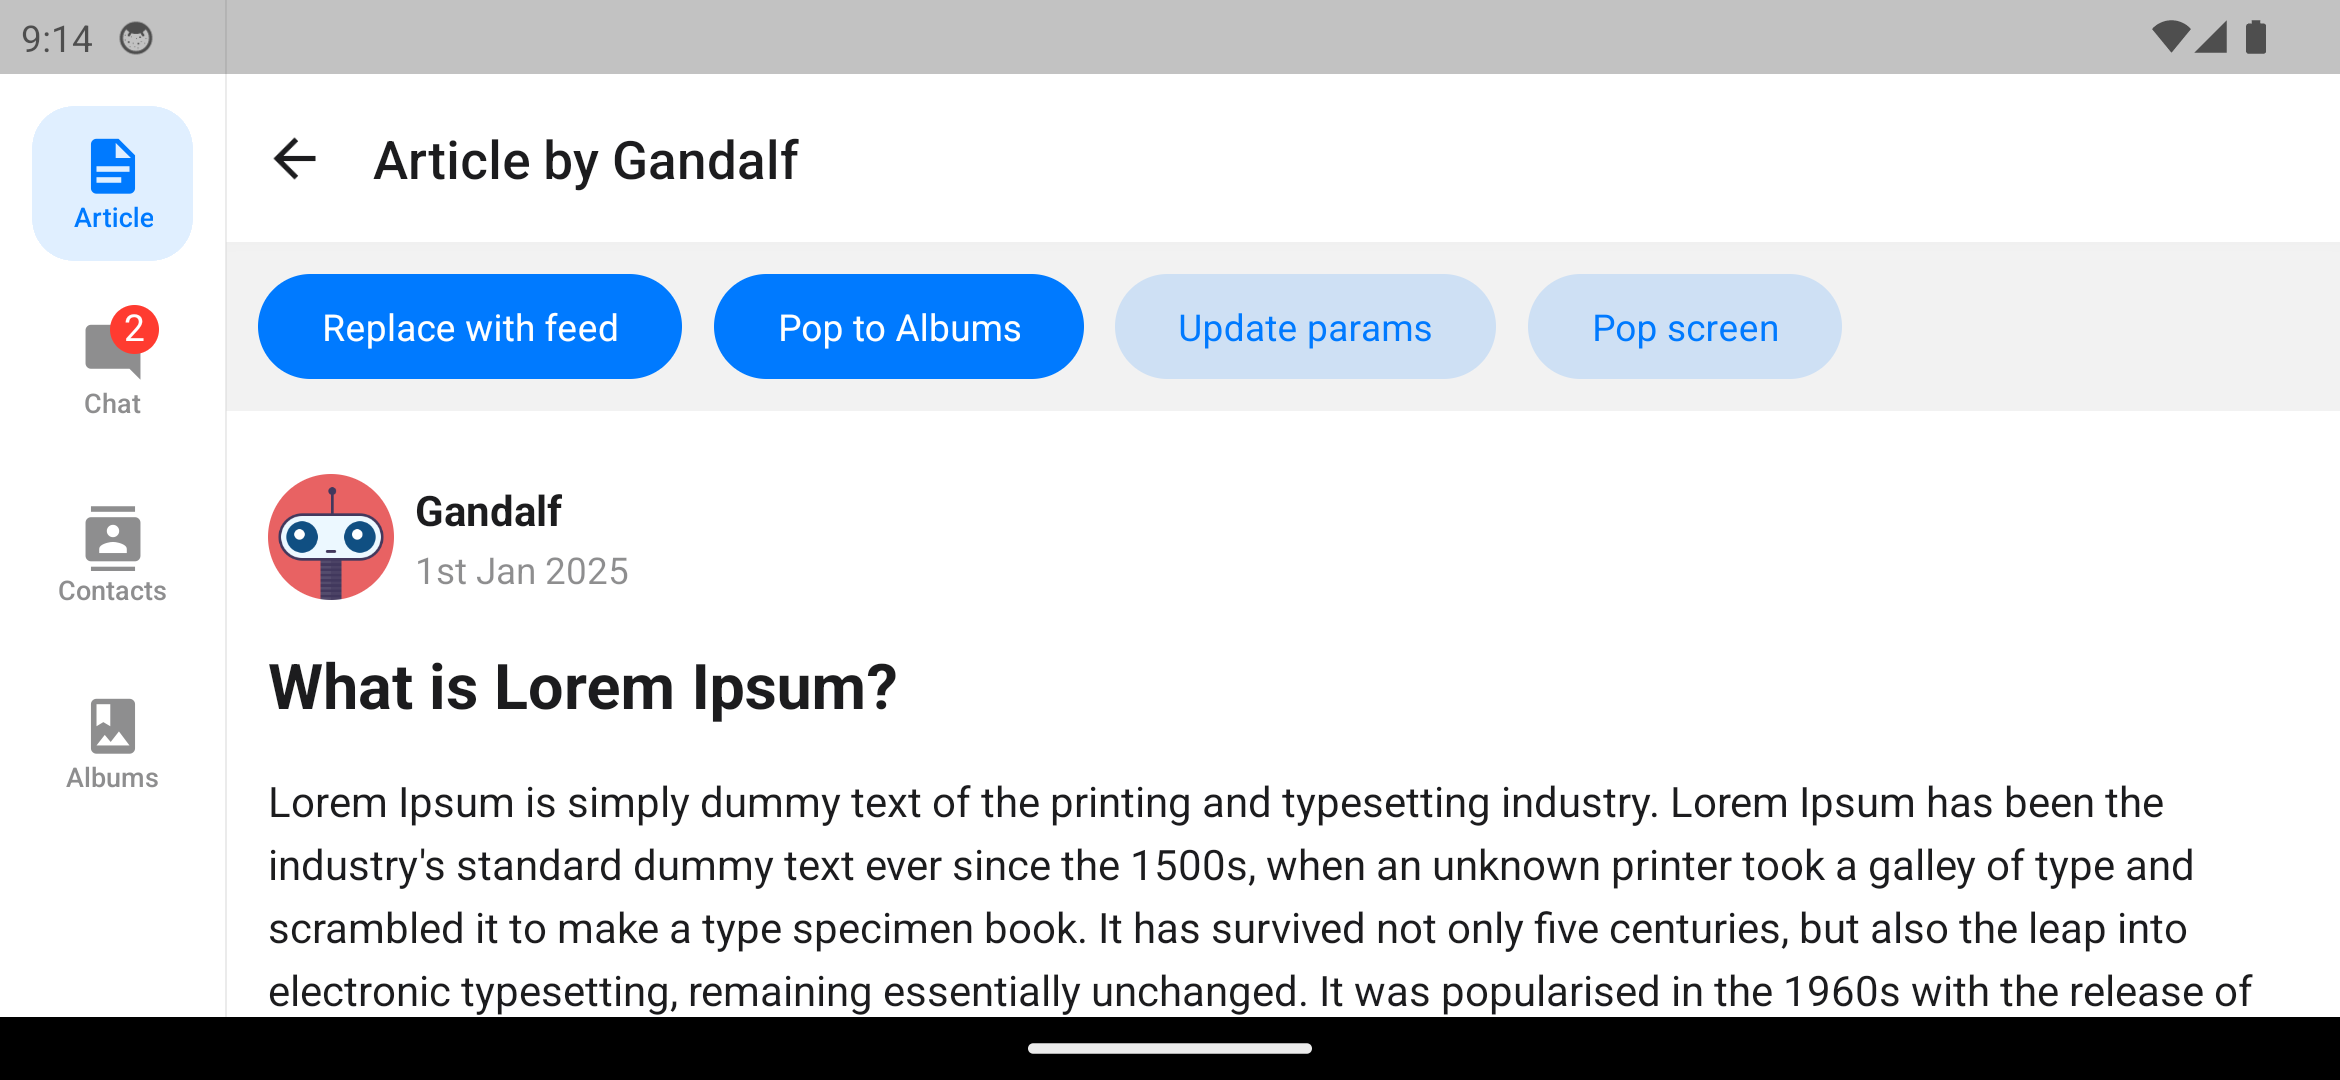 9:14
Article
2
Chat
Contacts
Albums
Article by Gandalf
Replace with feed
Pop to Albums
Update params
Pop screen
Gandalf
1st Jan 2025
What is Lorem Ipsum?
Lorem Ipsum is simply dummy text of the printing and typesetting industry. Lorem Ipsum has been the
industry's standard dummy text ever since the 1500s, when an unknown printer took a galley of type and
scrambled it to make a type specimen book. It has survived not only five centuries, but also the leap into
electronic typesetting, remaining essentially unchanged. It was popularised in the 1960s with the release of